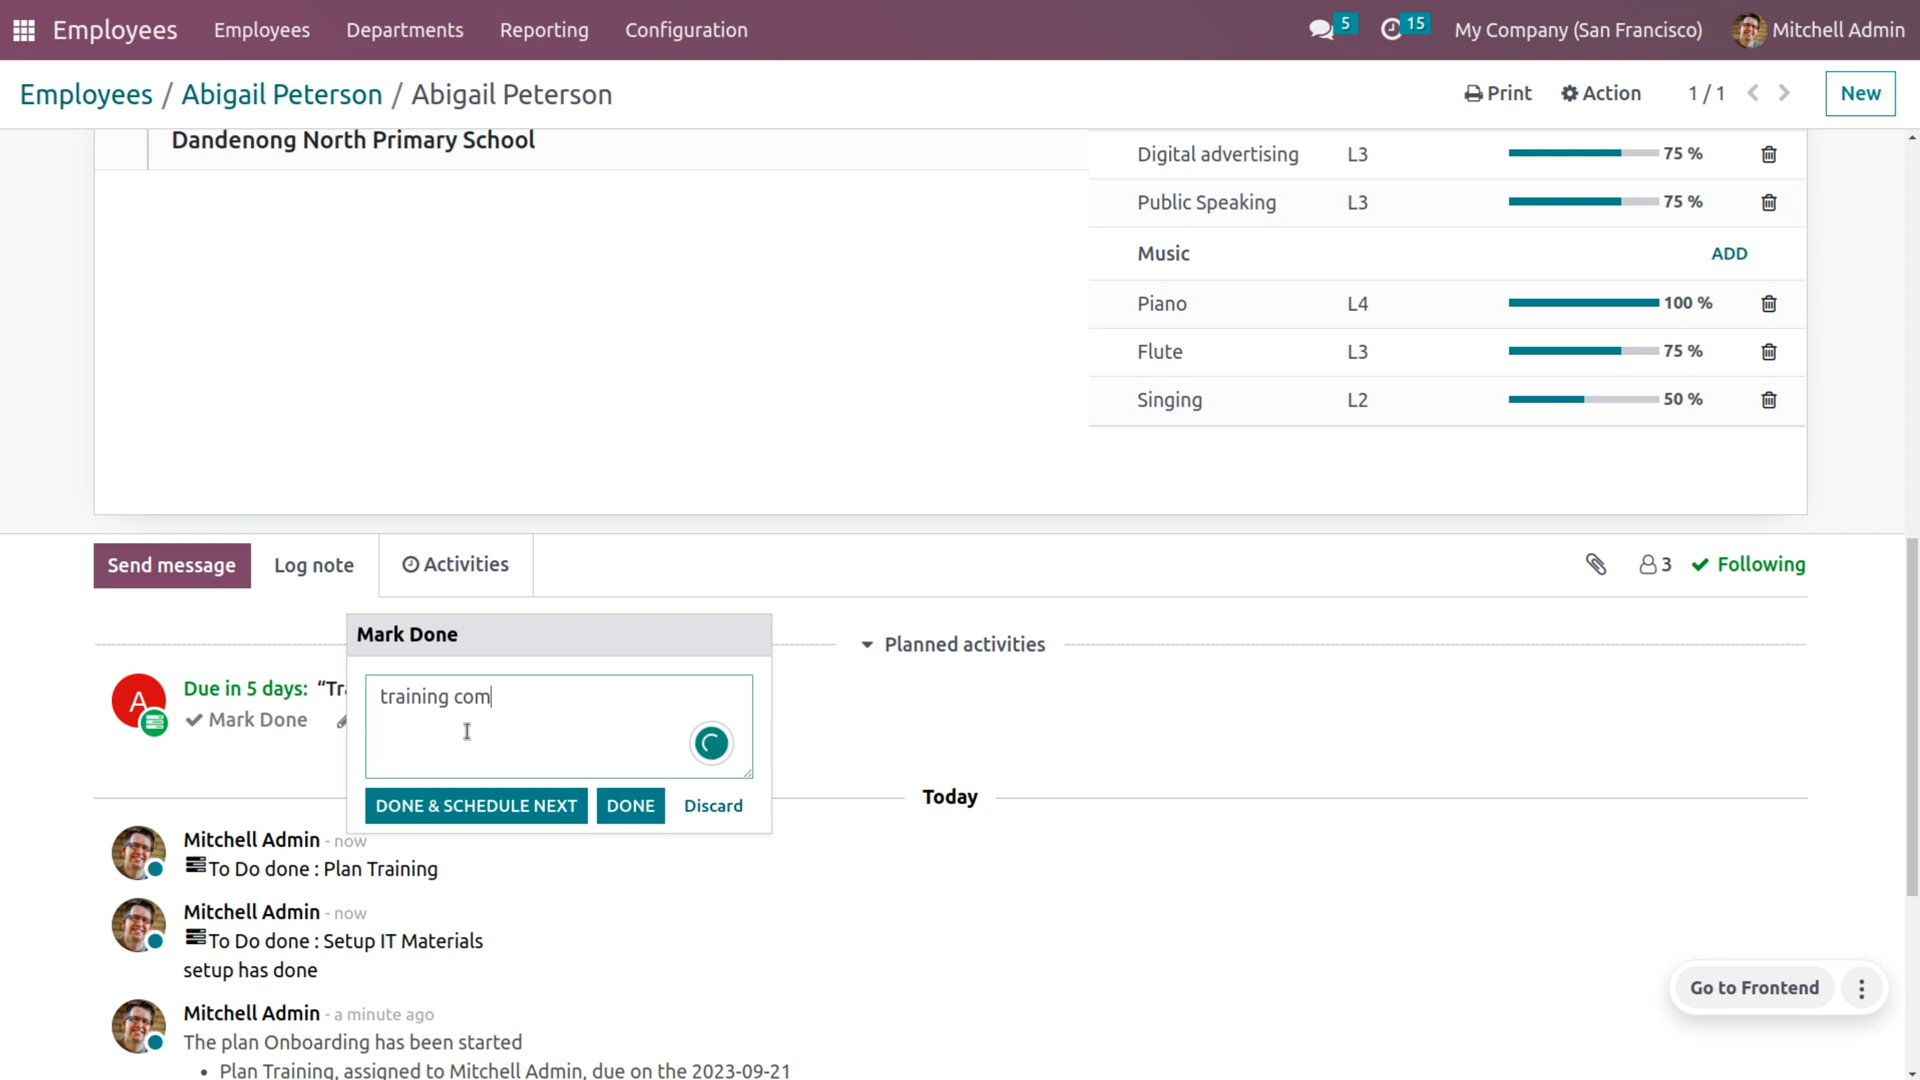 Employees Employees Departments Reporting Configuration 5 15 My Company (San Francisco) Mitchell Admin
Employees / Abigail Peterson / Abigail Peterson Print Action 1 / 1 New
Dandenong North Primary School
Digital advertising L3 75 %
Public Speaking L3 75 %
Music ADD
Piano L4 100 %
Flute L3 75 %
Singing L2 50 %
Send message Log note Activities 3 Following
Mark Done
Planned activities
Due in 5 days: “Tra
training com
Mark Done
DONE & SCHEDULE NEXT DONE Discard
Today
Mitchell Admin - now
To Do done : Plan Training
Mitchell Admin - now
To Do done : Setup IT Materials
setup has done
Go to Frontend
Mitchell Admin - a minute ago
The plan Onboarding has been started
• Plan Training, assigned to Mitchell Admin, due on the 2023-09-21